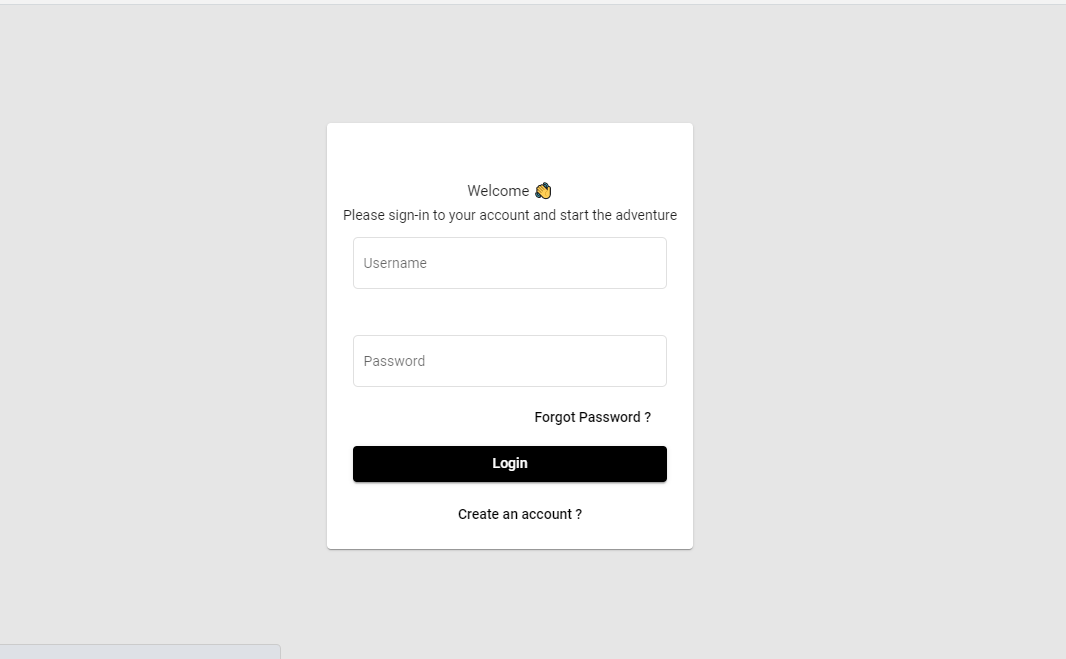 Welcome 👋
Please sign-in to your account and start the adventure
Username
Password
Forgot Password ?
Login
Create an account ?